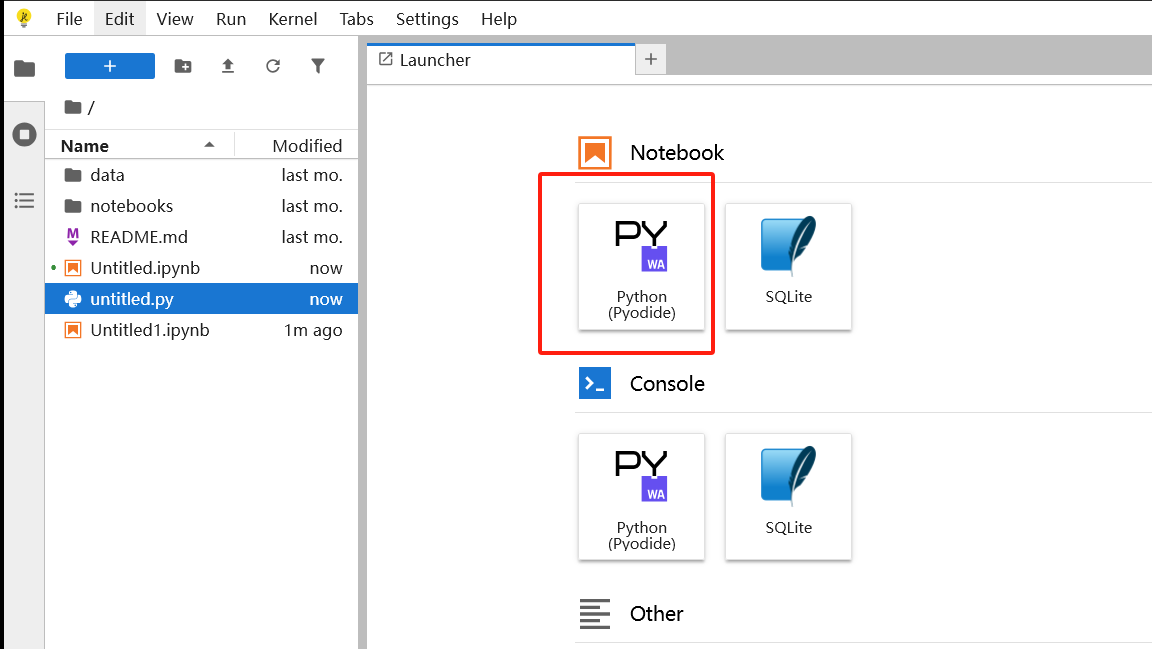 File Edit View Run Kernel Tabs Settings Help
+
/
Name Modified
data last mo.
notebooks last mo.
M README.md last mo.
Untitled.ipynb now
untitled.py now
Untitled1.ipynb 1m ago
Launcher +
Notebook
PY WA
Python
(Pyodide)
SQLite
Console
PY WA
Python
(Pyodide)
SQLite
Other